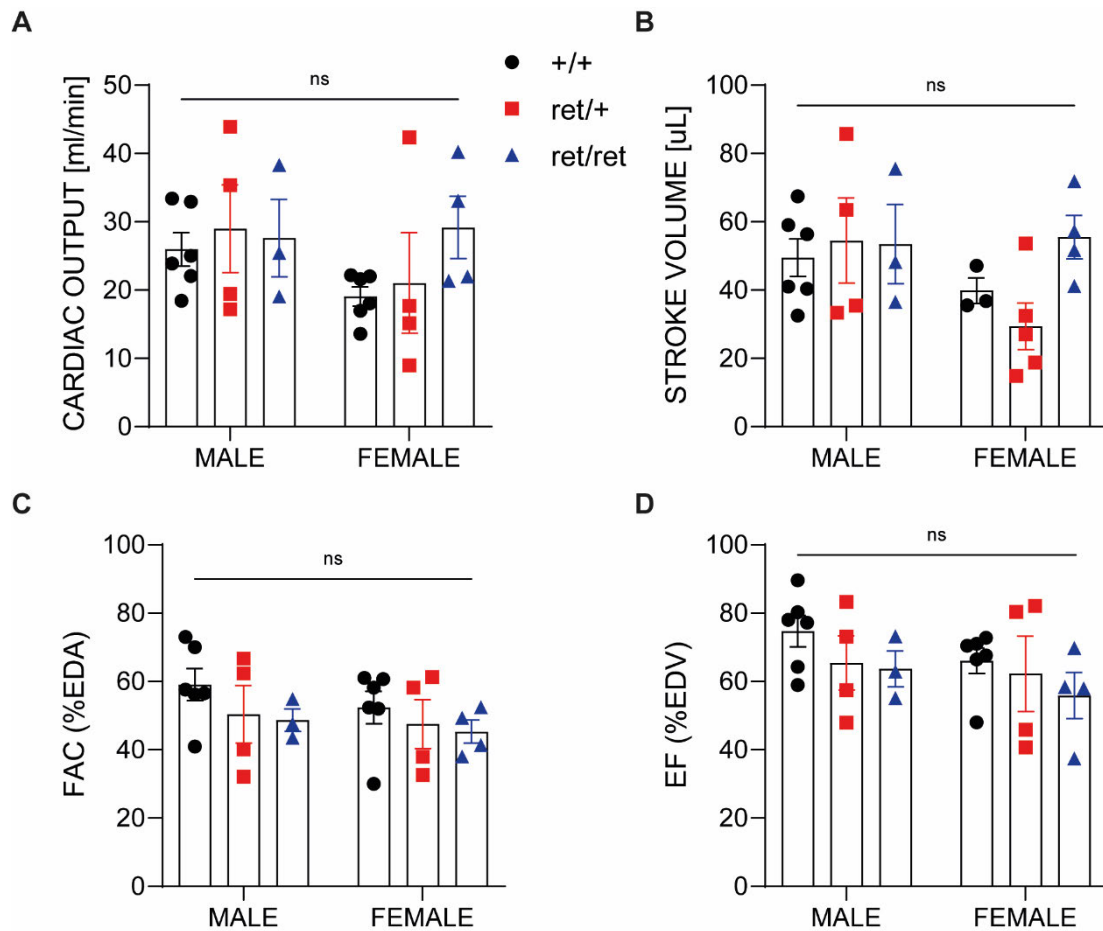 A
CARDIAC OUTPUT [ml/min]
50
40
30
20
10
0
ns
MALE
FEMALE
+/+
ret/+
ret/ret
B
STROKE VOLUME [uL]
100
80
60
40
20
0
ns
MALE
FEMALE
C
FAC (%EDA)
100
80
60
40
20
0
ns
MALE
FEMALE
D
EF (%EDV)
100
80
60
40
20
0
ns
MALE
FEMALE